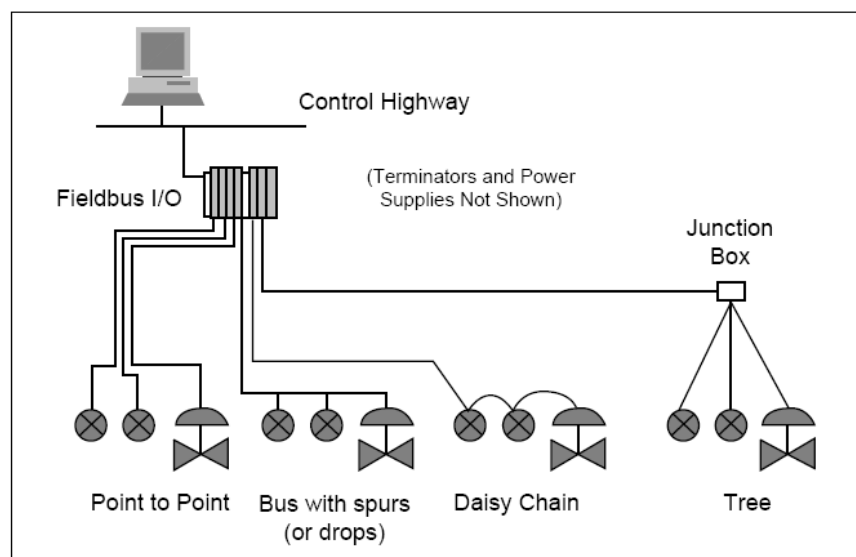 Control Highway
Fieldbus I/O
(Terminators and Power
Supplies Not Shown)
Junction
Box
Point to Point
Bus with spurs
(or drops)
Daisy Chain
Tree